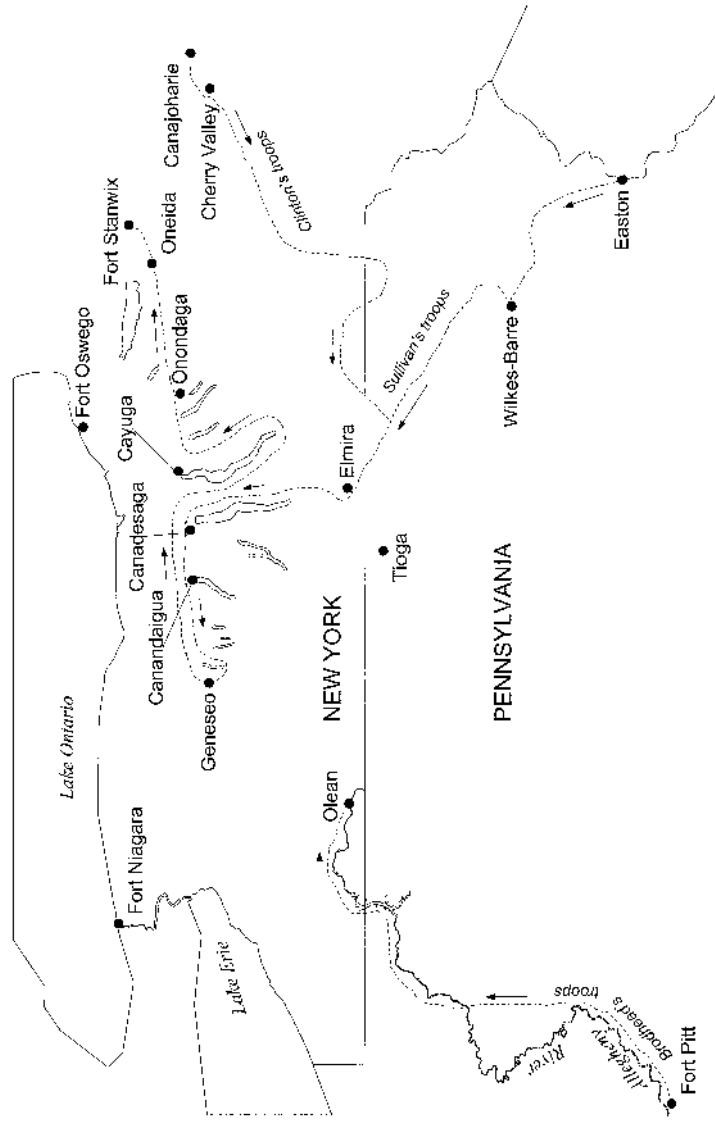 Lake Ontario
Fort Niagara
Lake Erie
Fort Oswego
Fort Stanwix
Oneida
Canajoharie
Cherry Valley
Clinton's troops
Cayuga
Onondaga
Canadesaga
Canandaigua
Geneseo
Elmira
Tioga
NEW YORK
PENNSYLVANIA
Olean
Sullivan's troops
Wilkes-Barre
Easton
Brodhead's
troops
Allegheny
River
Fort Pitt